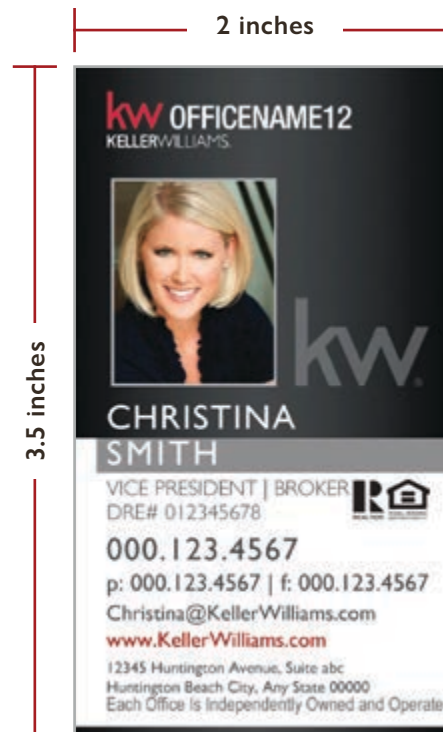 2 inches
3.5 inches
kw OFFICENAME12
KELLERWILLIAMS.
kw
CHRISTINA
SMITH
VICE PRESIDENT | BROKER
DRE# 012345678
R
REALTOR
000.123.4567
p: 000.123.4567 | f: 000.123.4567
Christina@KellerWilliams.com
www.KellerWilliams.com
12345 Huntington Avenue, Suite abc
Huntington Beach City, Any State 00000
Each Office Is Independently Owned and Operate